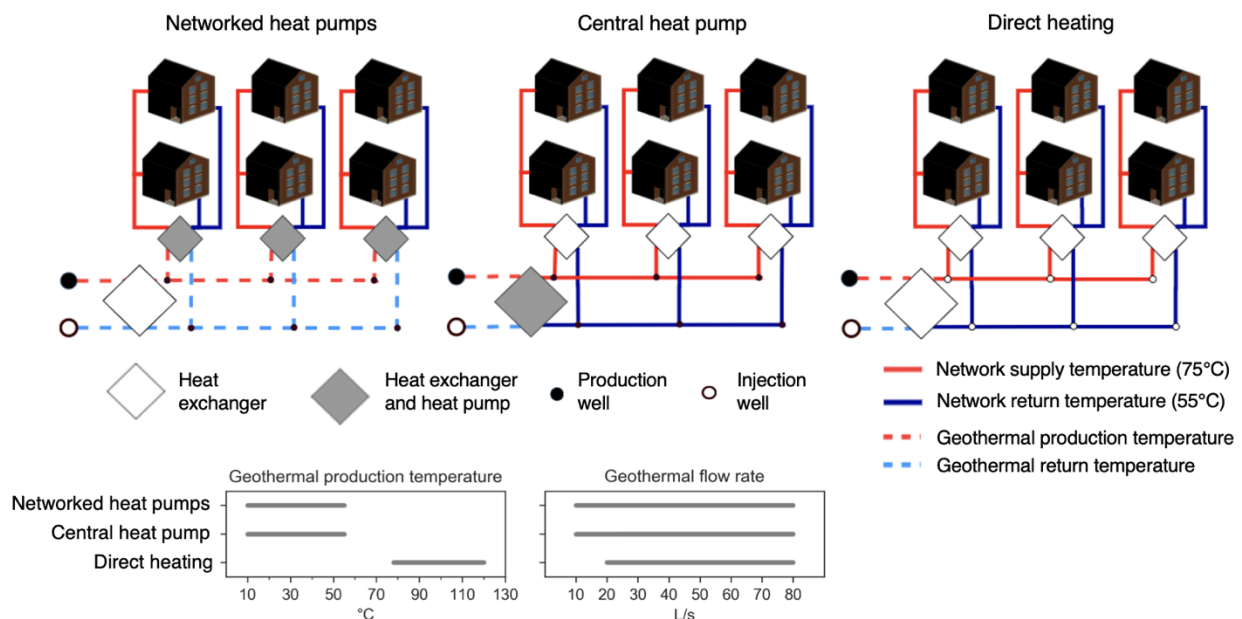 Networked heat pumps
Central heat pump
Direct heating
Heat
exchanger
Heat exchanger
and heat pump
Production
well
Injection
well
Network supply temperature (75°C)
Network return temperature (55°C)
Geothermal production temperature
Geothermal return temperature
Geothermal production temperature
Networked heat pumps
Central heat pump
Direct heating
10 30 50 70 90 110 130
°C
Geothermal flow rate
10 20 30 40 50 60 70 80
L/s